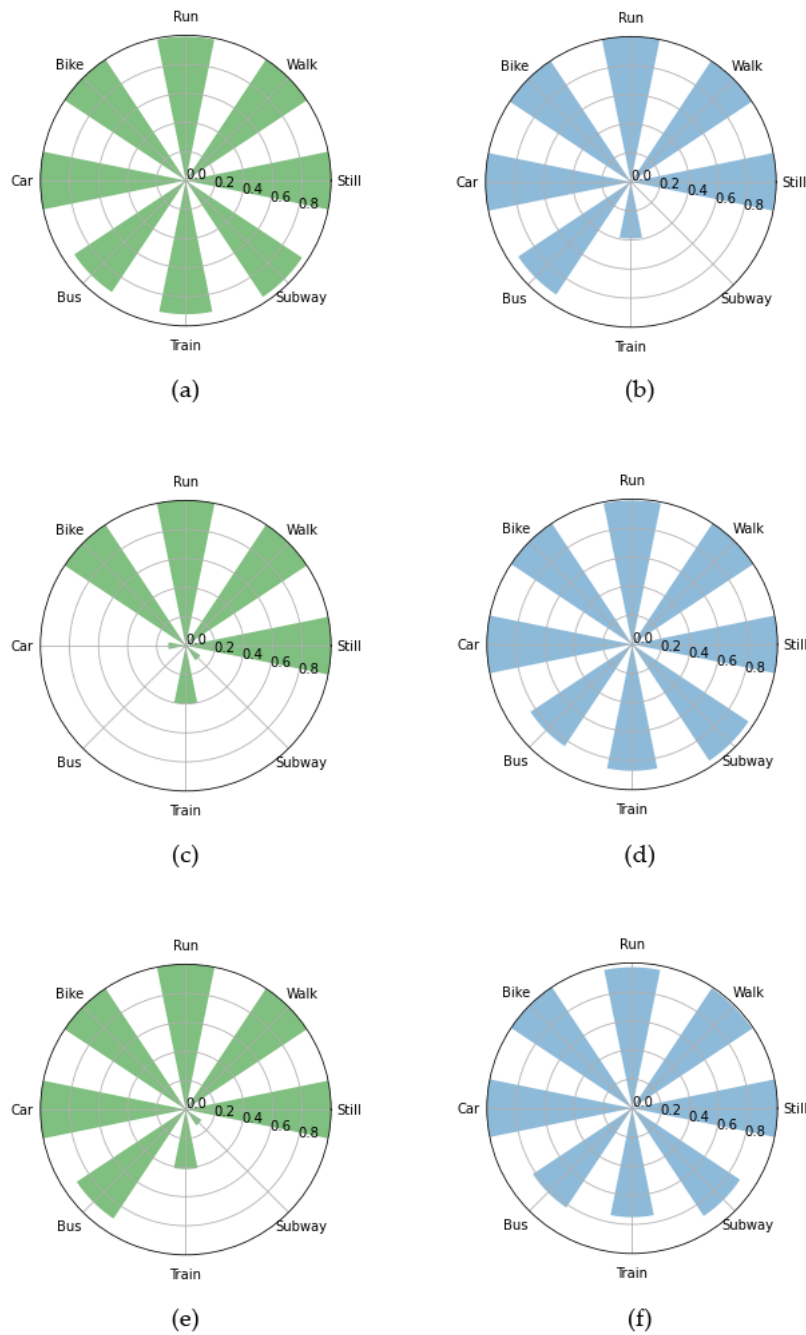 Run
Bike
Walk
Car
0.0
0.2
0.4
0.6
0.8
Still
Bus
Subway
Train
(a)
Run
Bike
Walk
Car
0.0
0.2
0.4
0.6
0.8
Still
Bus
Subway
Train
(b)
Run
Bike
Walk
Car
0.0
0.2
0.4
0.6
0.8
Still
Bus
Subway
Train
(c)
Run
Bike
Walk
Car
0.0
0.2
0.4
0.6
0.8
Still
Bus
Subway
Train
(d)
Run
Bike
Walk
Car
0.0
0.2
0.4
0.6
0.8
Still
Bus
Subway
Train
(e)
Run
Bike
Walk
Car
0.0
0.2
0.4
0.6
0.8
Still
Bus
Subway
Train
(f)